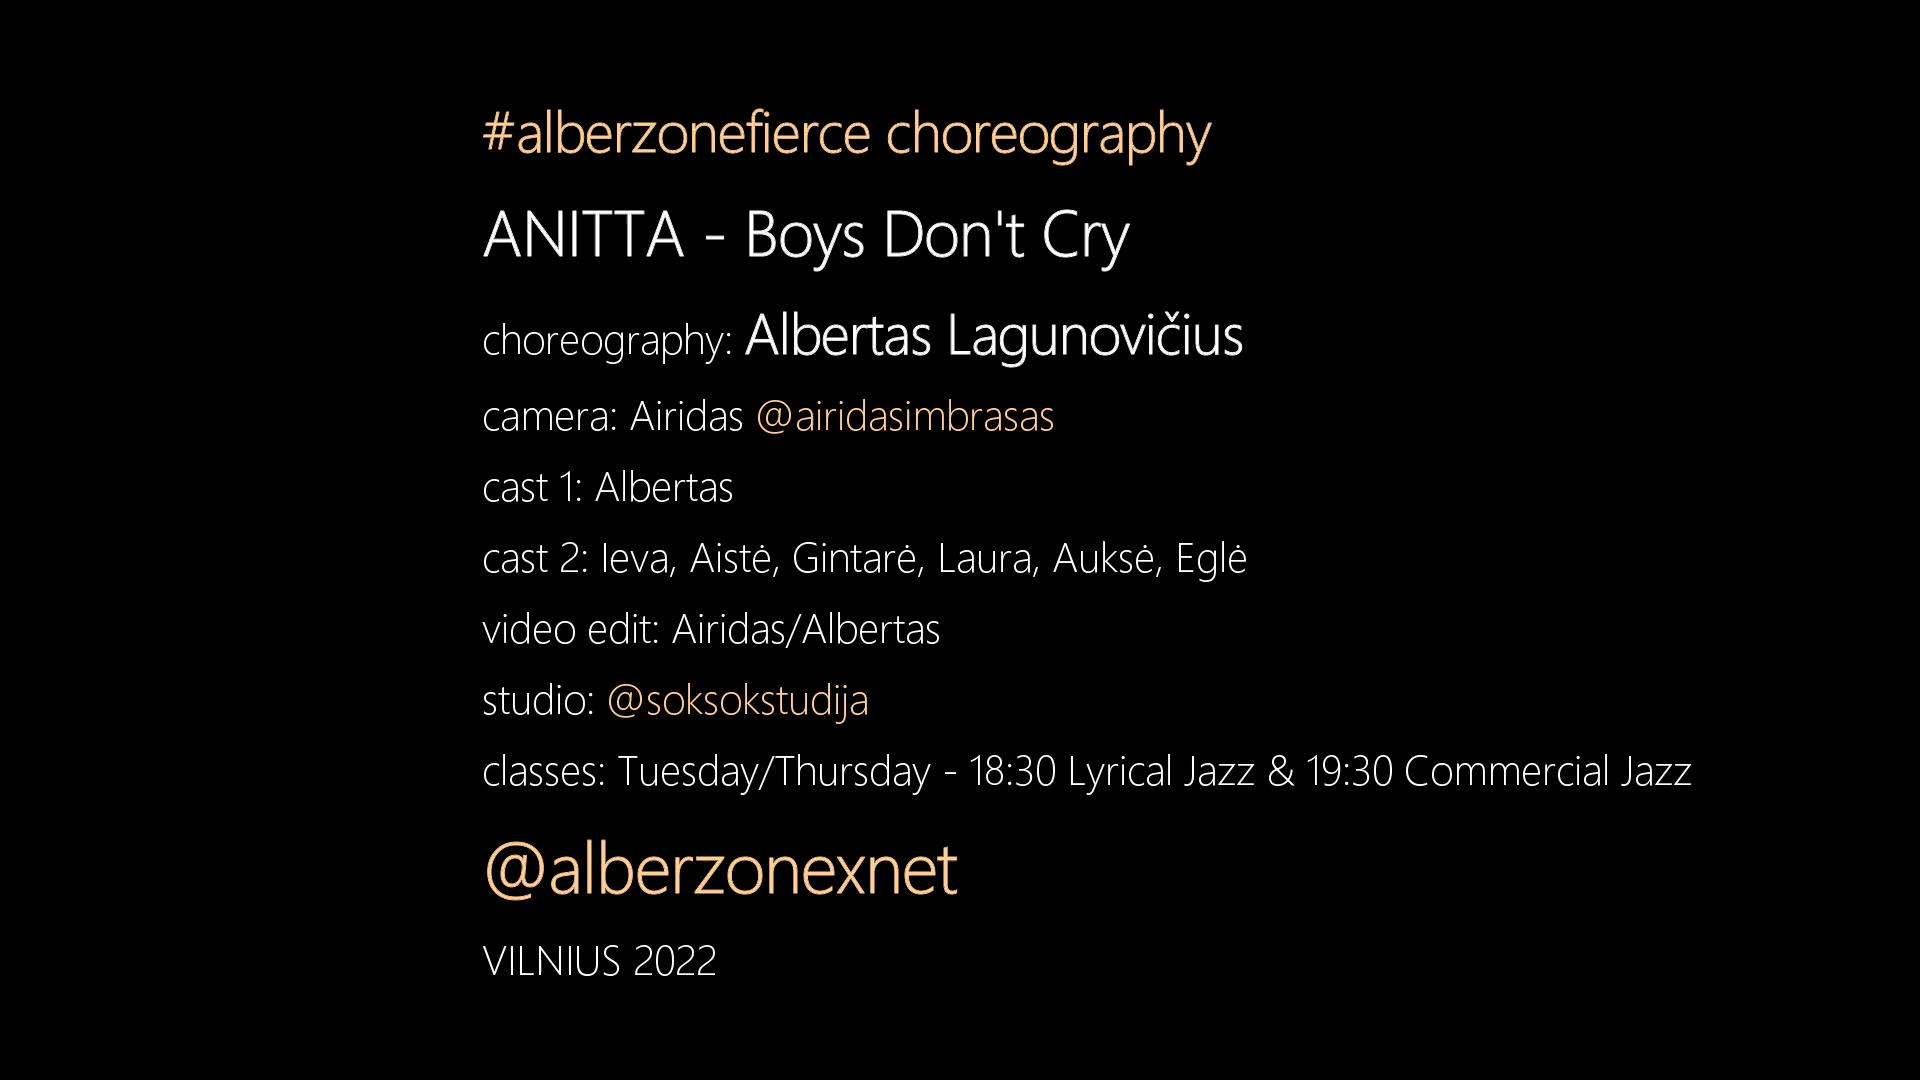 #alberzonefierce choreography
ANITTA - Boys Don't Cry
choreography: Albertas Lagunovičius
camera: Airidas @airidasimbrasas
cast 1: Albertas
cast 2: Ieva, Aistė, Gintarė, Laura, Auksė, Eglė
video edit: Airidas/Albertas
studio: @soksokstudija
classes: Tuesday/Thursday - 18:30 Lyrical Jazz & 19:30 Commercial Jazz
@alberzonexnet
VILNIUS 2022